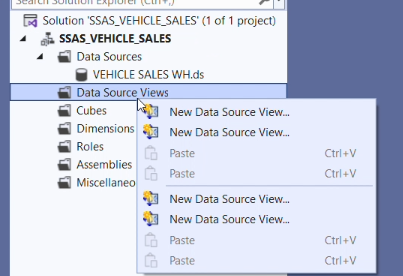 Search Solution Explorer (Ctrl+;)
Solution 'SSAS_VEHICLE_SALES' (1 of 1 project)
SSAS_VEHICLE_SALES
Data Sources
VEHICLE SALES WH.ds
Data Source Views
Cubes
Dimensions
Roles
Assemblies
Miscellaneo
New Data Source View...
New Data Source View...
Paste Ctrl+V
Paste Ctrl+V
New Data Source View...
New Data Source View...
Paste Ctrl+V
Paste Ctrl+V